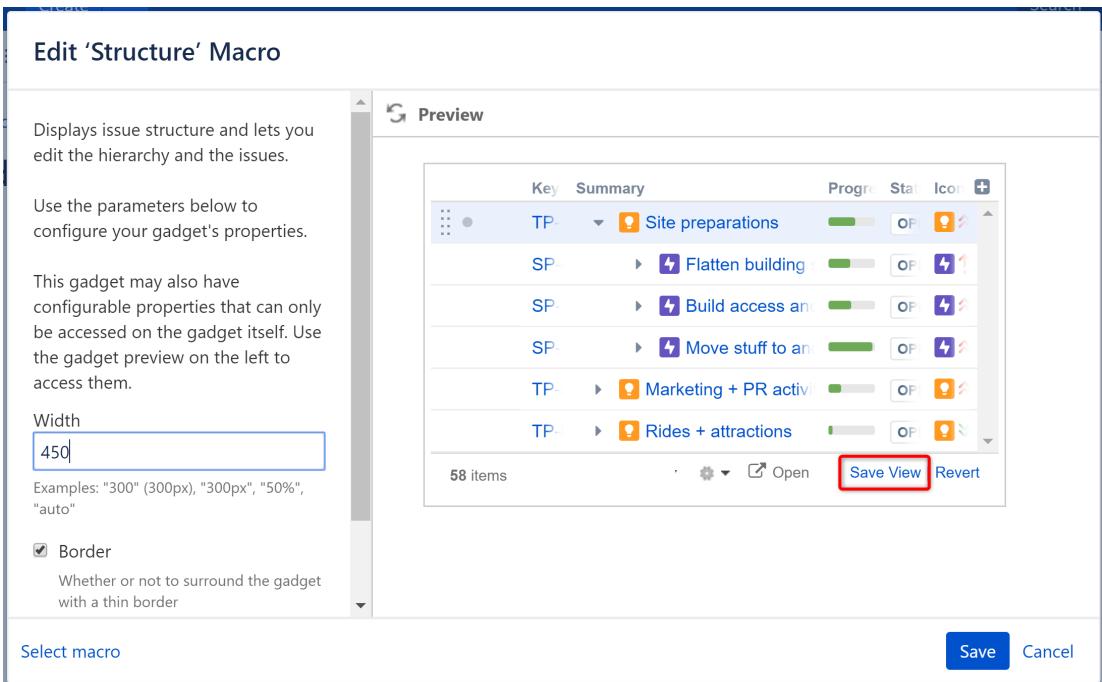 Create
Search
Edit ‘Structure’ Macro
Displays issue structure and lets you
edit the hierarchy and the issues.
Use the parameters below to
configure your gadget's properties.
This gadget may also have
configurable properties that can only
be accessed on the gadget itself. Use
the gadget preview on the left to
access them.
Width
450
Examples: "300" (300px), "300px", "50%",
"auto"
Border
Whether or not to surround the gadget
with a thin border
Preview
Key Summary Progre Stat Icon
TP- Site preparations OP
SP- Flatten building OP
SP- Build access an OP
SP- Move stuff to an OP
TP- Marketing + PR activi OP
TP- Rides + attractions OP
58 items Open Save View Revert
Select macro
Save Cancel